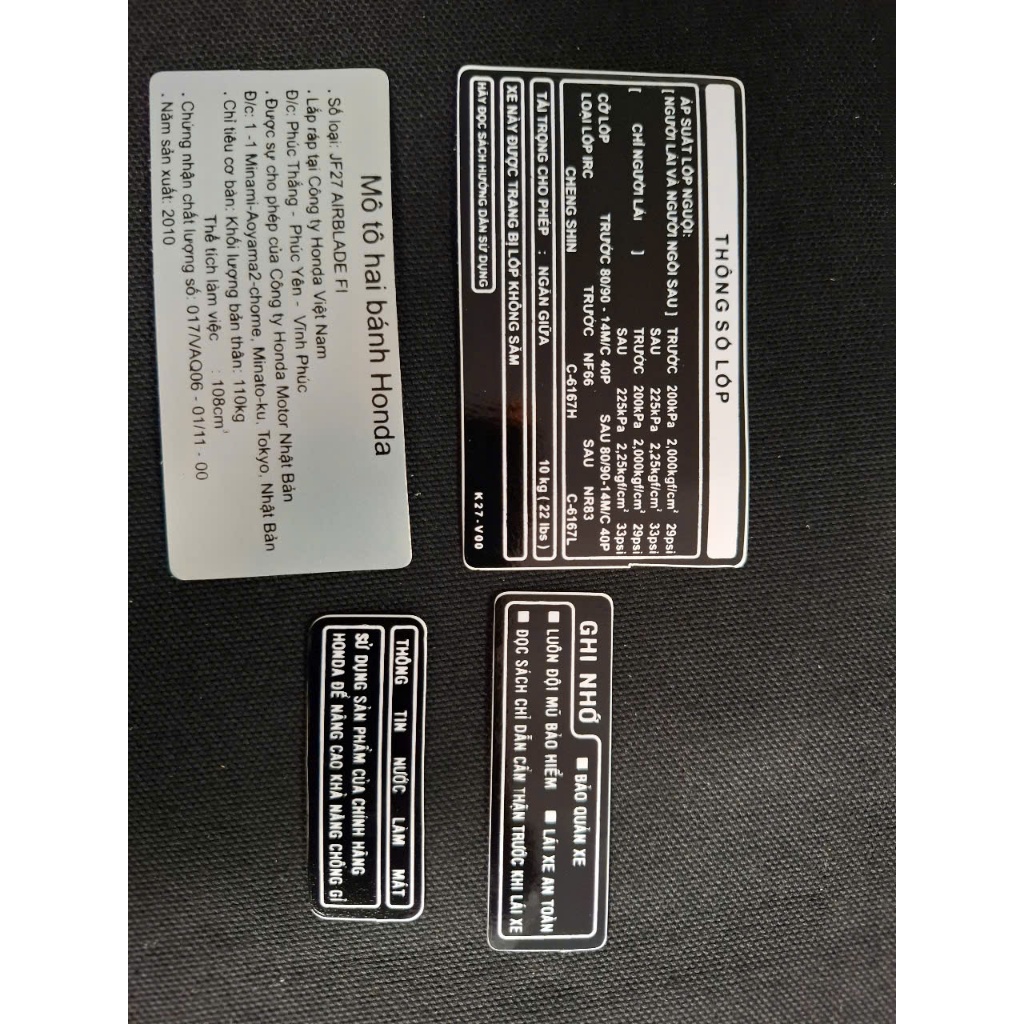 THÔNG SỐ LỐP
ÁP SUẤT LỐP NGUỘI:
[ NGƯỜI LÁI VÀ NGƯỜI NGỒI SAU ] TRƯỚC 200kPa 2,000kgf/cm² 29psi
SAU 225kPa 2,25kgf/cm² 33psi
[ CHỈ NGƯỜI LÁI ] TRƯỚC 200kPa 2,000kgf/cm² 29psi
SAU 225kPa 2,25kgf/cm² 33psi
CỠ LỐP TRƯỚC 80/90 - 14M/C 40P SAU 80/90-14M/C 40P
LOẠI LỐP IRC TRƯỚC NF66 SAU NR83
CHENG SHIN C-6167H C-6167L
TẢI TRỌNG CHO PHÉP : NGĂN GIỮA 10 kg ( 22 lbs )
XE NÀY ĐƯỢC TRANG BỊ LỐP KHÔNG SĂM
HÃY ĐỌC SÁCH HƯỚNG DẪN SỬ DỤNG
K27-V00
Mô tô hai bánh Honda
. Số loại: JF27 AIRBLADE FI
. Lắp ráp tại Công ty Honda Việt Nam
Đ/c: Phúc Thắng - Phúc Yên - Vĩnh Phúc
. Được sự cho phép của Công ty Honda Motor Nhật Bản
Đ/c: 1-1 Minami-Aoyama2-chome, Minato-ku, Tokyo, Nhật Bản
. Chỉ tiêu cơ bản: Khối lượng bản thân: 110kg
Thể tích làm việc : 108cm³
. Chứng nhận chất lượng số: 017/VAQ06 - 01/11 - 00
. Năm sản xuất: 2010
GHI NHỚ
■ BẢO QUẢN XE
■ LUÔN ĐỘI MŨ BẢO HIỂM ■ LÁI XE AN TOÀN
■ ĐỌC SÁCH CHỈ DẪN CẨN THẬN TRƯỚC KHI LÁI XE
THÔNG TIN NƯỚC LÀM MÁT
SỬ DỤNG SẢN PHẨM CỦA CHÍNH HÃNG
HONDA ĐỂ NÂNG CAO KHẢ NĂNG CHỐNG GỈ